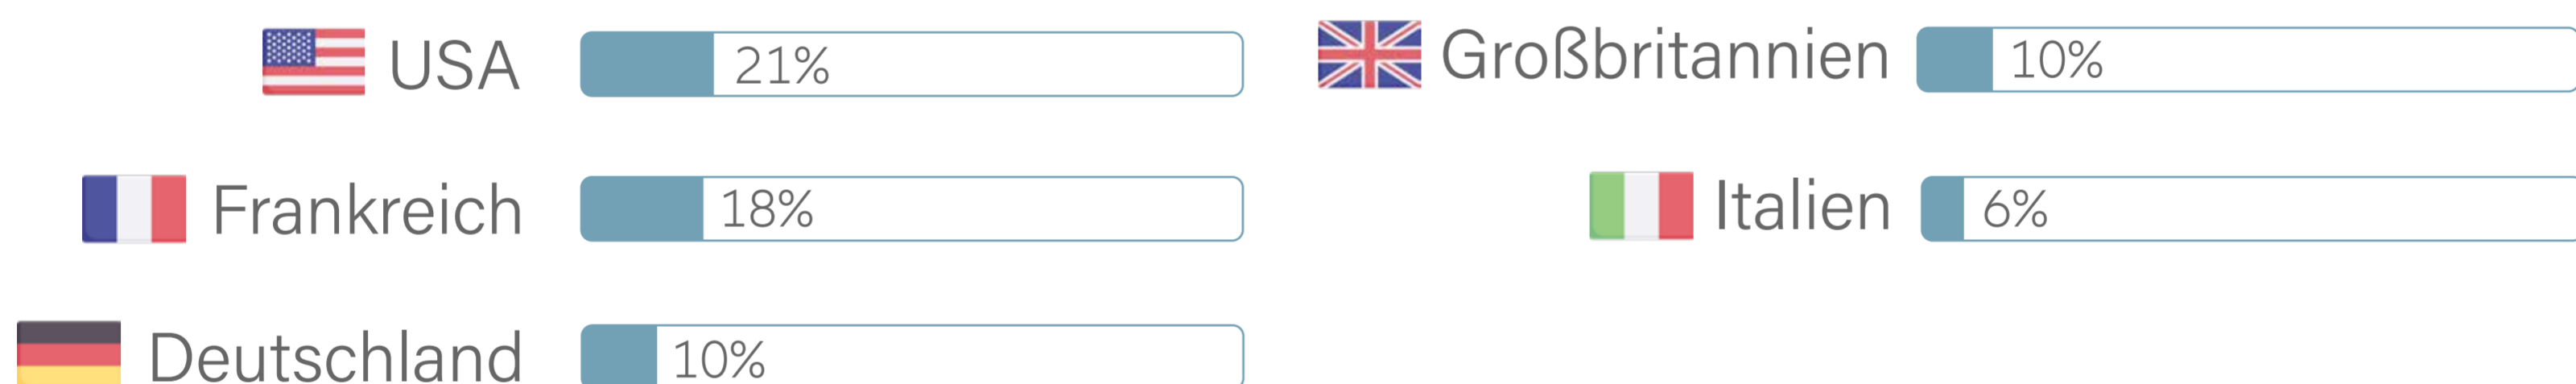 USA 21%
Frankreich 18%
Deutschland 10%
Großbritannien 10%
Italien 6%